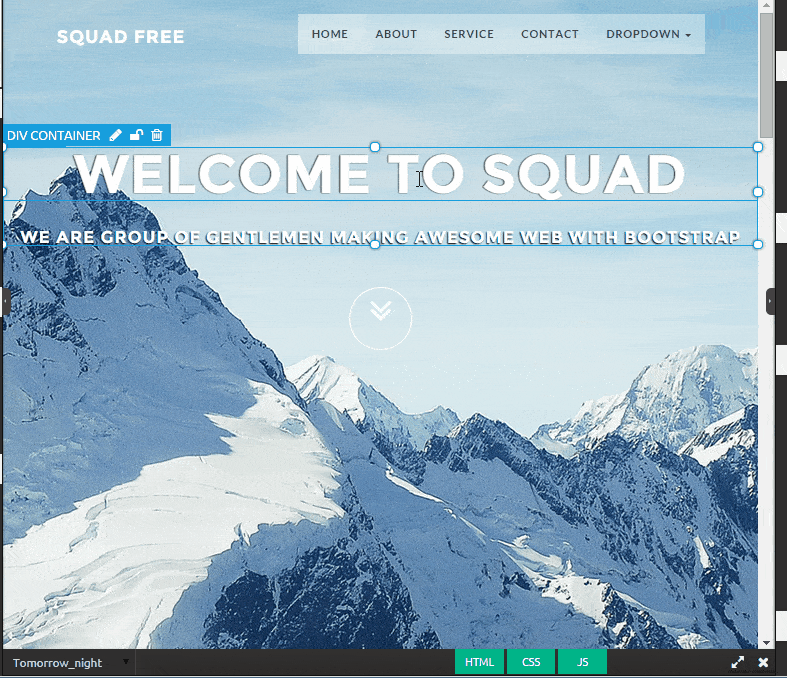 SQUAD FREE
HOME ABOUT SERVICE CONTACT DROPDOWN
DIV CONTAINER
WELCOME TO SQUAD
WE ARE GROUP OF GENTLEMEN MAKING AWESOME WEB WITH BOOTSTRAP
Tomorrow_night HTML CSS JS